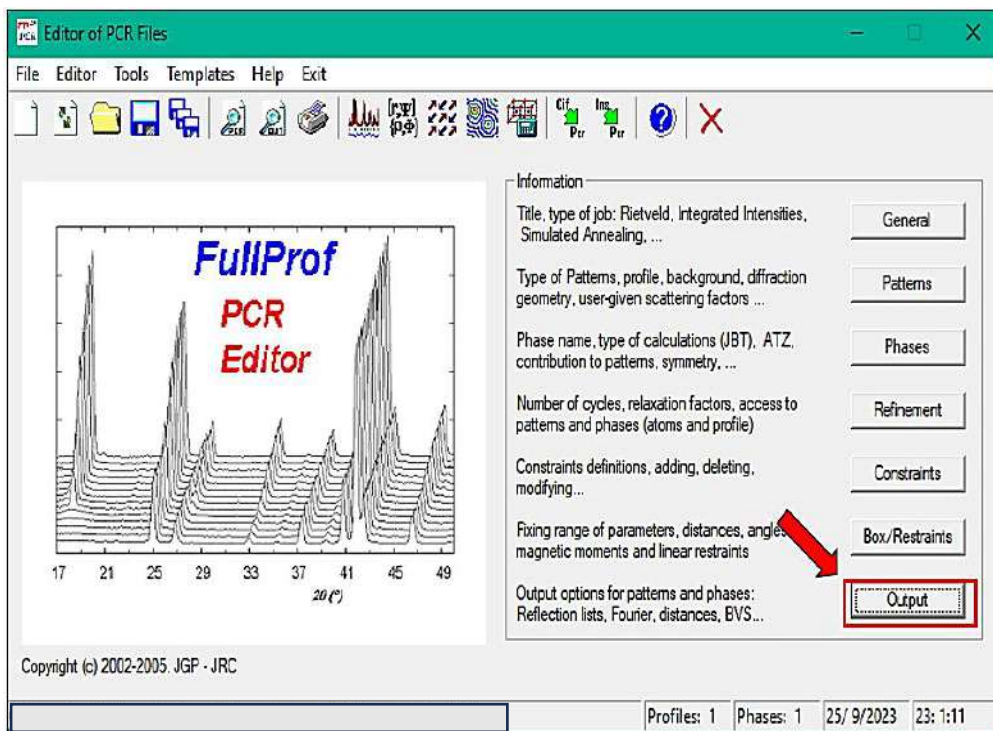 Editor of PCR Files
File Editor Tools Templates Help Exit
Cif Pcr
Ins Pcr
FullProf
PCR
Editor
17 21 25 29 33 37 41 45 49
2θ (°)
Information
Title, type of job: Rietveld, Integrated Intensities,
Simulated Annealing, ...
General
Type of Patterns, profile, background, diffraction
geometry, user-given scattering factors ...
Patterns
Phase name, type of calculations (JBT), ATZ,
contribution to patterns, symmetry, ...
Phases
Number of cycles, relaxation factors, access to
patterns and phases (atoms and profile)
Refinement
Constraints definitions, adding, deleting,
modifying...
Constraints
Fixing range of parameters, distances, angles
magnetic moments and linear restraints
Box/Restraints
Output options for patterns and phases:
Reflection lists, Fourier, distances, BVS...
Output
Copyright (c) 2002-2005. JGP - JRC
Profiles: 1 Phases: 1 25/ 9/2023 23: 1:11